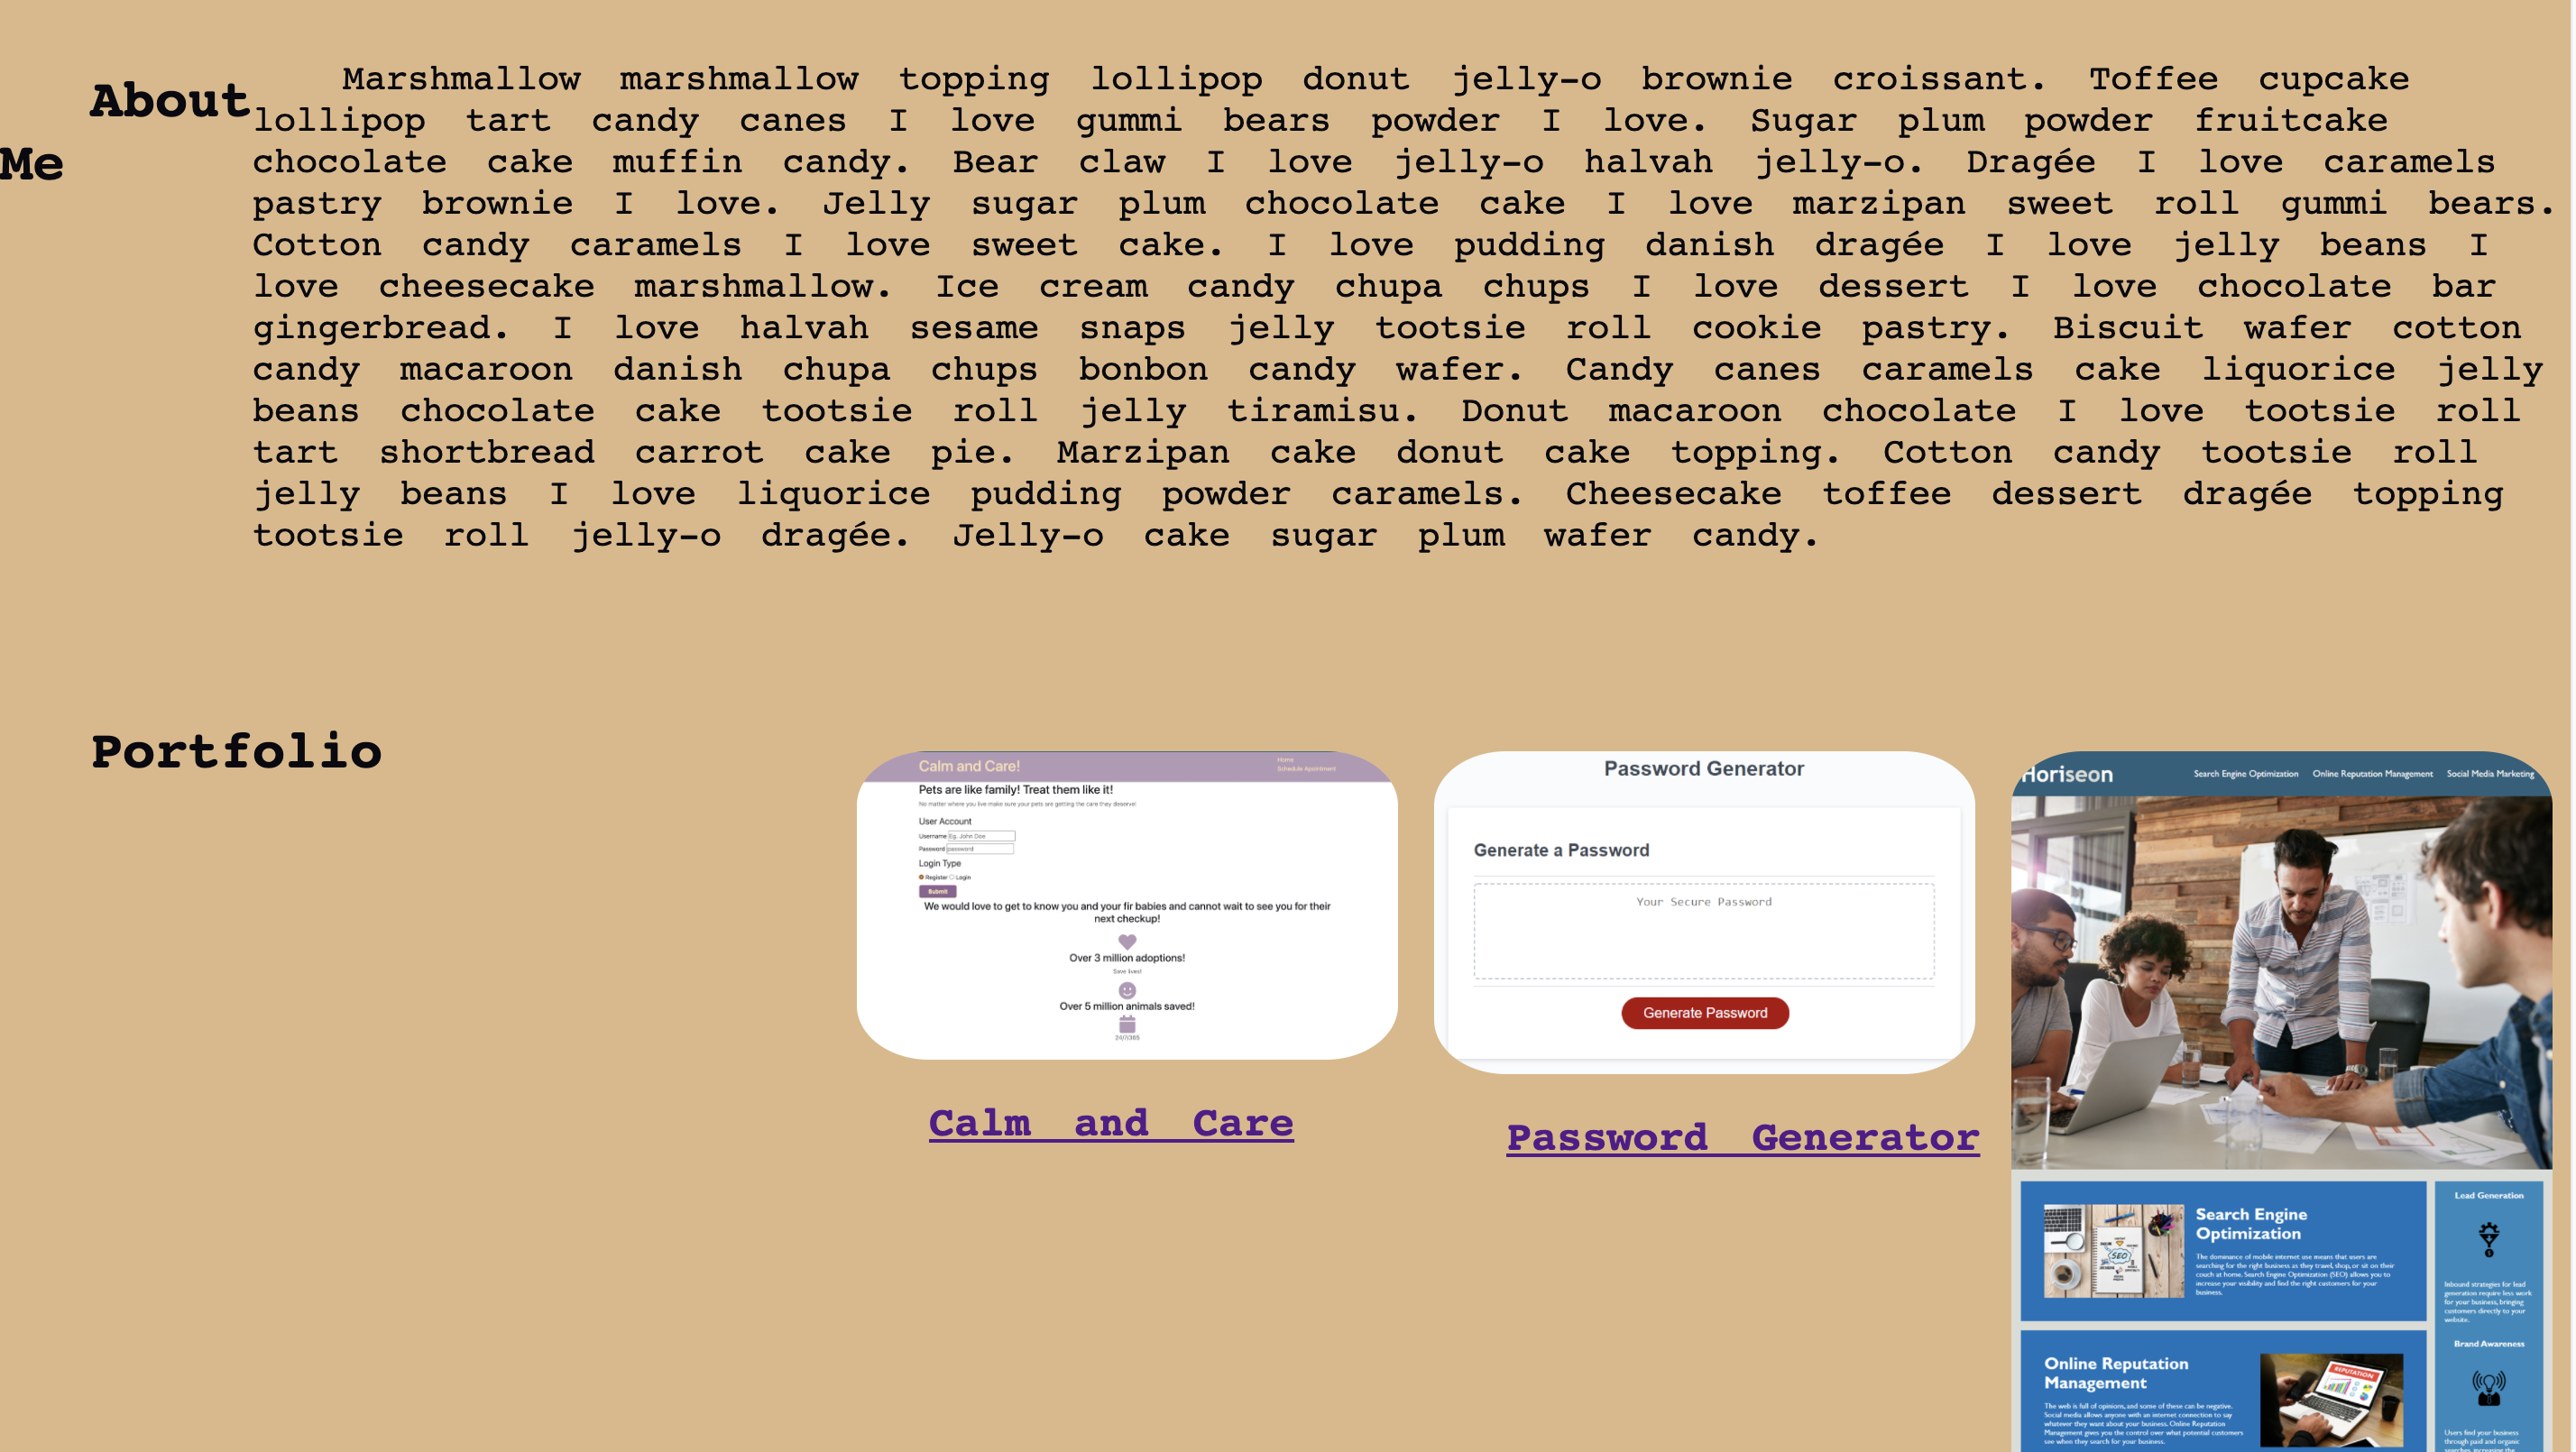 About
Me
Marshmallow marshmallow topping lollipop donut jelly-o brownie croissant. Toffee cupcake
lollipop tart candy canes I love gummi bears powder I love. Sugar plum powder fruitcake
chocolate cake muffin candy. Bear claw I love jelly-o halvah jelly-o. Dragée I love caramels
pastry brownie I love. Jelly sugar plum chocolate cake I love marzipan sweet roll gummi bears.
Cotton candy caramels I love sweet cake. I love pudding danish dragée I love jelly beans I
love cheesecake marshmallow. Ice cream candy chupa chups I love dessert I love chocolate bar
gingerbread. I love halvah sesame snaps jelly tootsie roll cookie pastry. Biscuit wafer cotton
candy macaroon danish chupa chups bonbon candy wafer. Candy canes caramels cake liquorice jelly
beans chocolate cake tootsie roll jelly tiramisu. Donut macaroon chocolate I love tootsie roll
tart shortbread carrot cake pie. Marzipan cake donut cake topping. Cotton candy tootsie roll
jelly beans I love liquorice pudding powder caramels. Cheesecake toffee dessert dragée topping
tootsie roll jelly-o dragée. Jelly-o cake sugar plum wafer candy.
Portfolio
Calm and Care!
Home
Schedule Apointment
Pets are like family! Treat them like it!
No matter where you live make sure your pets are getting the care they deserve!
User Account
Username Eg. John Doe
Password password
Login Type
Register Login
Submit
We would love to get to know you and your fir babies and cannot wait to see you for their
next checkup!
Over 3 million adoptions!
Save lives!
Over 5 million animals saved!
24/7/365
Calm and Care
Password Generator
Generate a Password
Your Secure Password
Generate Password
Password Generator
Horiseon
Search Engine Optimization Online Reputation Management Social Media Marketing
Search Engine
Optimization
The dominance of mobile internet use means that users are
searching for the right business as they travel, shop, or sit on their
couch at home. Search Engine Optimization (SEO) allows you to
increase your visibility and find the right customers for your
business.
SEO
Lead Generation
Inbound strategies for lead
generation require less work
for your business, bringing
customers directly to your
website.
Online Reputation
Management
The web is full of opinions, and some of these can be negative.
Social media allows anyone with an internet connection to say
whatever they want about your business. Online Reputation
Management gives you the control over what potential customers
see when they search for your business.
REPUTATION
Brand Awareness
Users find your business
through paid and organic
searches, increasing the